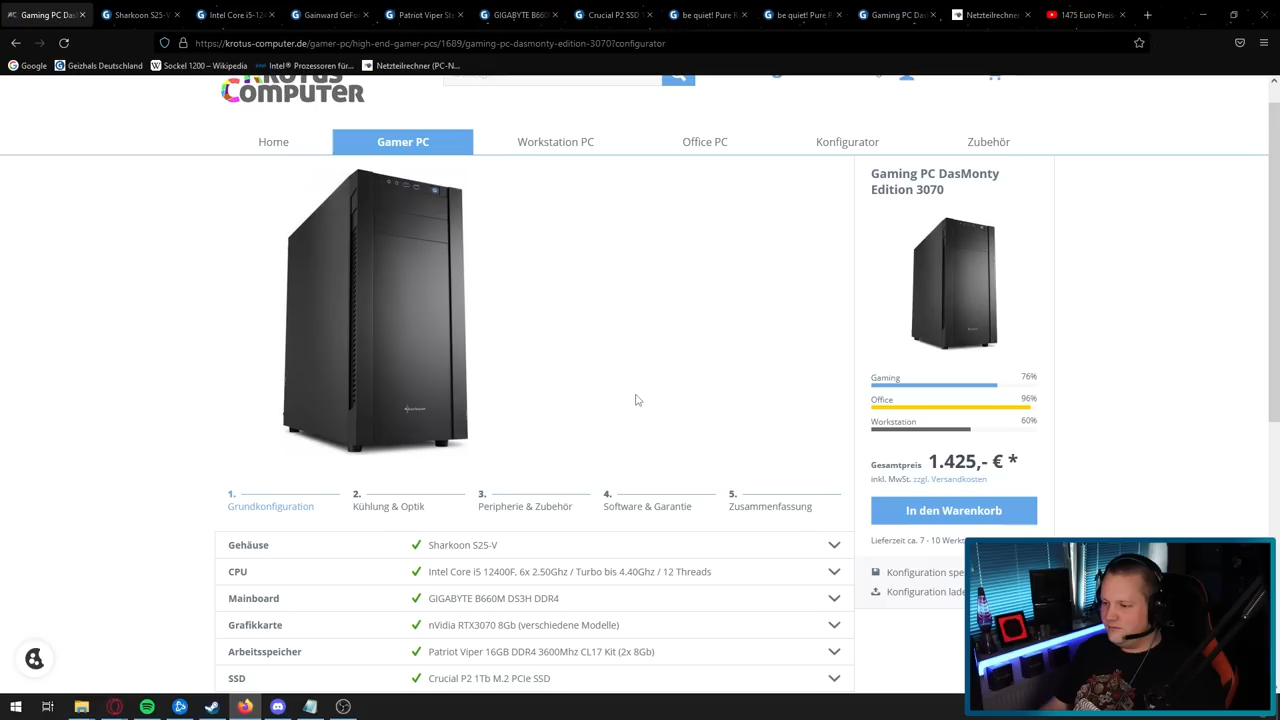 Gaming PC Das
Sharkoon S25-V
Intel Core i5-124
Gainward GeFo
Patriot Viper Ste
GIGABYTE B660
Crucial P2 SSD
be quiet! Pure R
be quiet! Pure P
Gaming PC Das
Netzteilrechner
1475 Euro Preis-
https://krotus-computer.de/gamer-pc/high-end-gamer-pcs/1689/gaming-pc-dasmonty-edition-3070?configurator
Google
Geizhals Deutschland
Sockel 1200 – Wikipedia
Intel® Prozessoren für...
Netzteilrechner (PC-N...
KROTUS
COMPUTER
Home
Gamer PC
Workstation PC
Office PC
Konfigurator
Zubehör
Gaming PC DasMonty
Edition 3070
Gaming 76%
Office 96%
Workstation 60%
Gesamtpreis 1.425,- € *
inkl. MwSt. zzgl. Versandkosten
In den Warenkorb
Lieferzeit ca. 7 - 10 Werkt
Konfiguration spe
Konfiguration lade
1.
Grundkonfiguration
2.
Kühlung & Optik
3.
Peripherie & Zubehör
4.
Software & Garantie
5.
Zusammenfassung
Gehäuse Sharkoon S25-V
CPU Intel Core i5 12400F, 6x 2.50Ghz / Turbo bis 4.40Ghz / 12 Threads
Mainboard GIGABYTE B660M DS3H DDR4
Grafikkarte nVidia RTX3070 8Gb (verschiedene Modelle)
Arbeitsspeicher Patriot Viper 16GB DDR4 3600Mhz CL17 Kit (2x 8Gb)
SSD Crucial P2 1Tb M.2 PCIe SSD